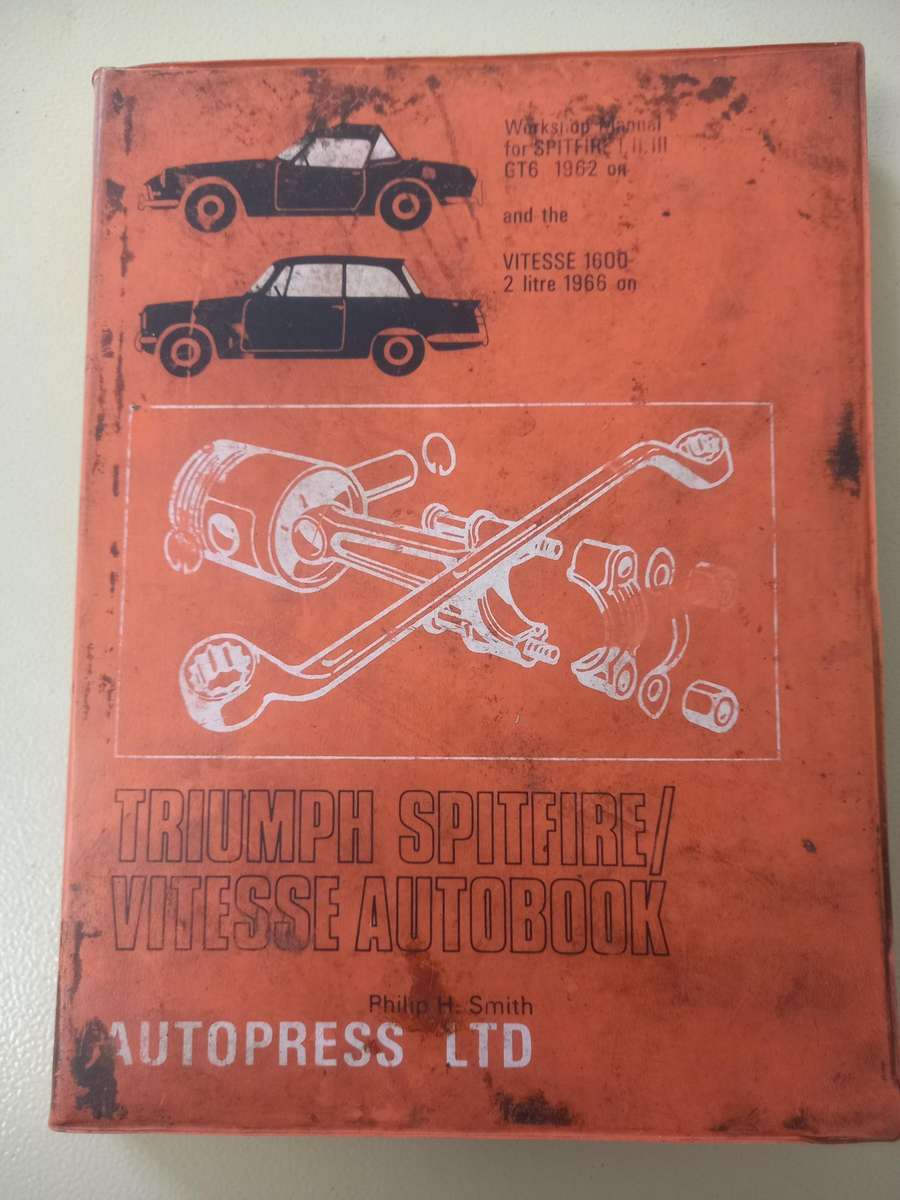 Workshop Manual
for SPITFIRE I, II, III
GT6 1962 on
and the
VITESSE 1600-
2 litre 1966 on
TRIUMPH SPITFIRE/
VITESSE AUTOBOOK
Philip H. Smith
AUTOPRESS LTD